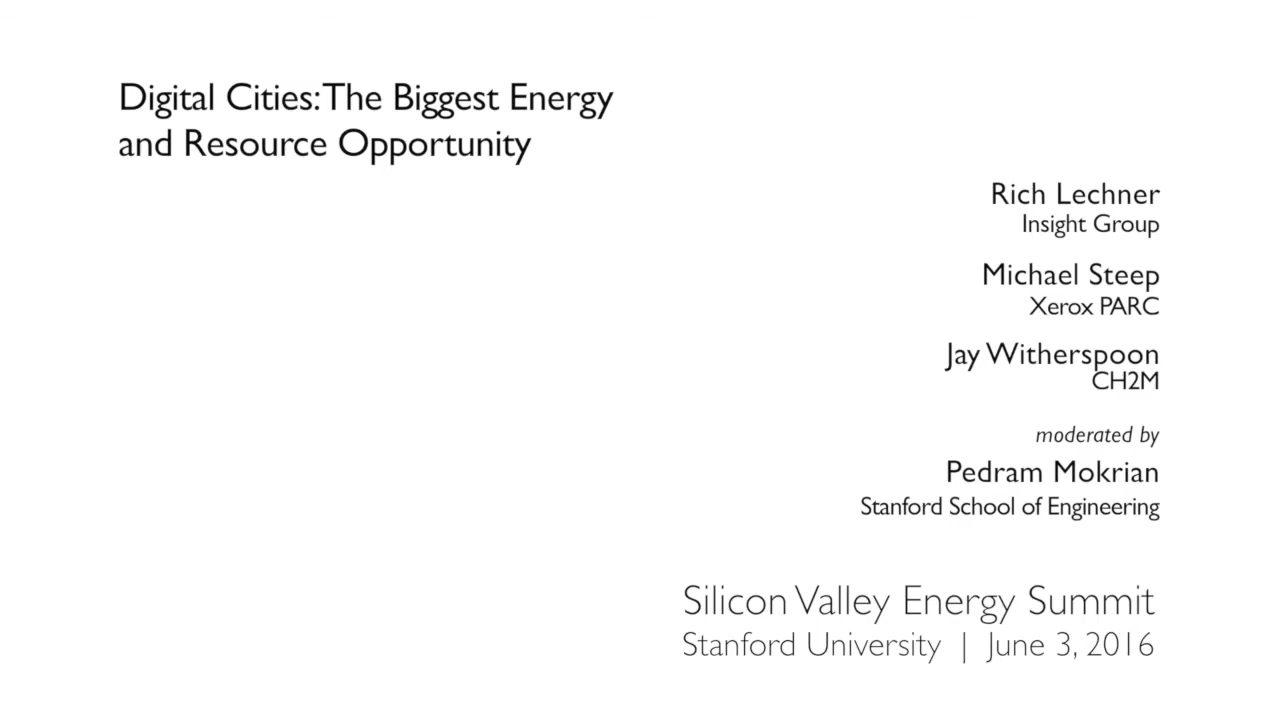 Digital Cities: The Biggest Energy
and Resource Opportunity
Rich Lechner
Insight Group
Michael Steep
Xerox PARC
Jay Witherspoon
CH2M
moderated by
Pedram Mokrian
Stanford School of Engineering
Silicon Valley Energy Summit
Stanford University | June 3, 2016